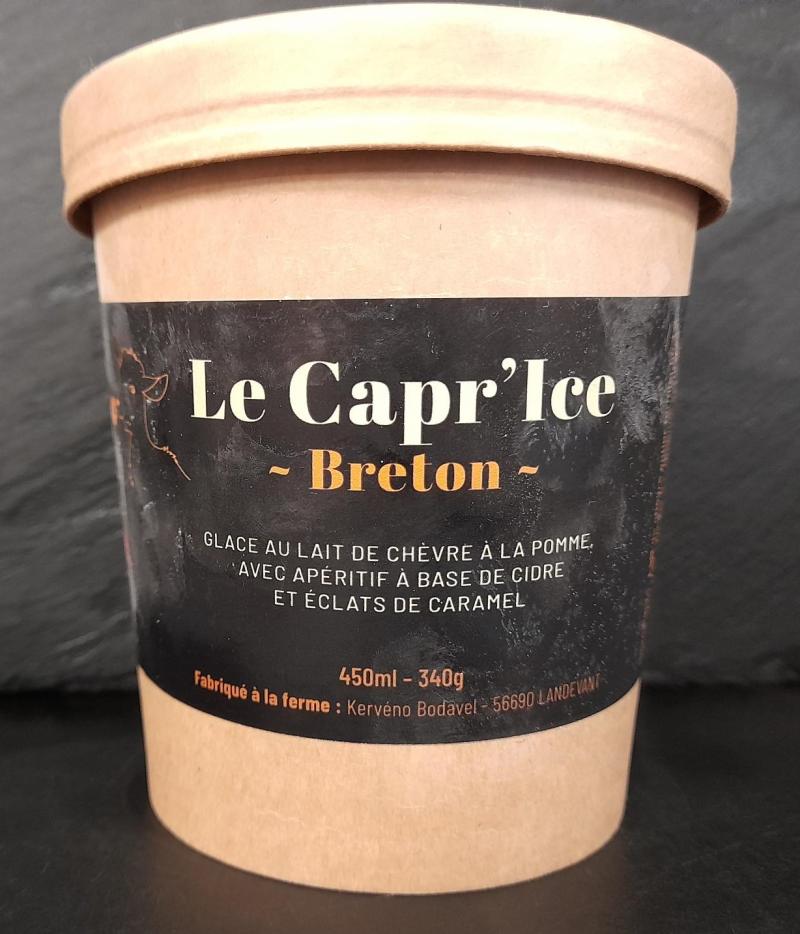 Le Capr'Ice
~ Breton ~
GLACE AU LAIT DE CHÈVRE À LA POMME,
AVEC APÉRITIF À BASE DE CIDRE
ET ÉCLATS DE CARAMEL
450ml - 340g
Fabriqué à la ferme : Kervéno Bodavel - 56690 LANDEVANT